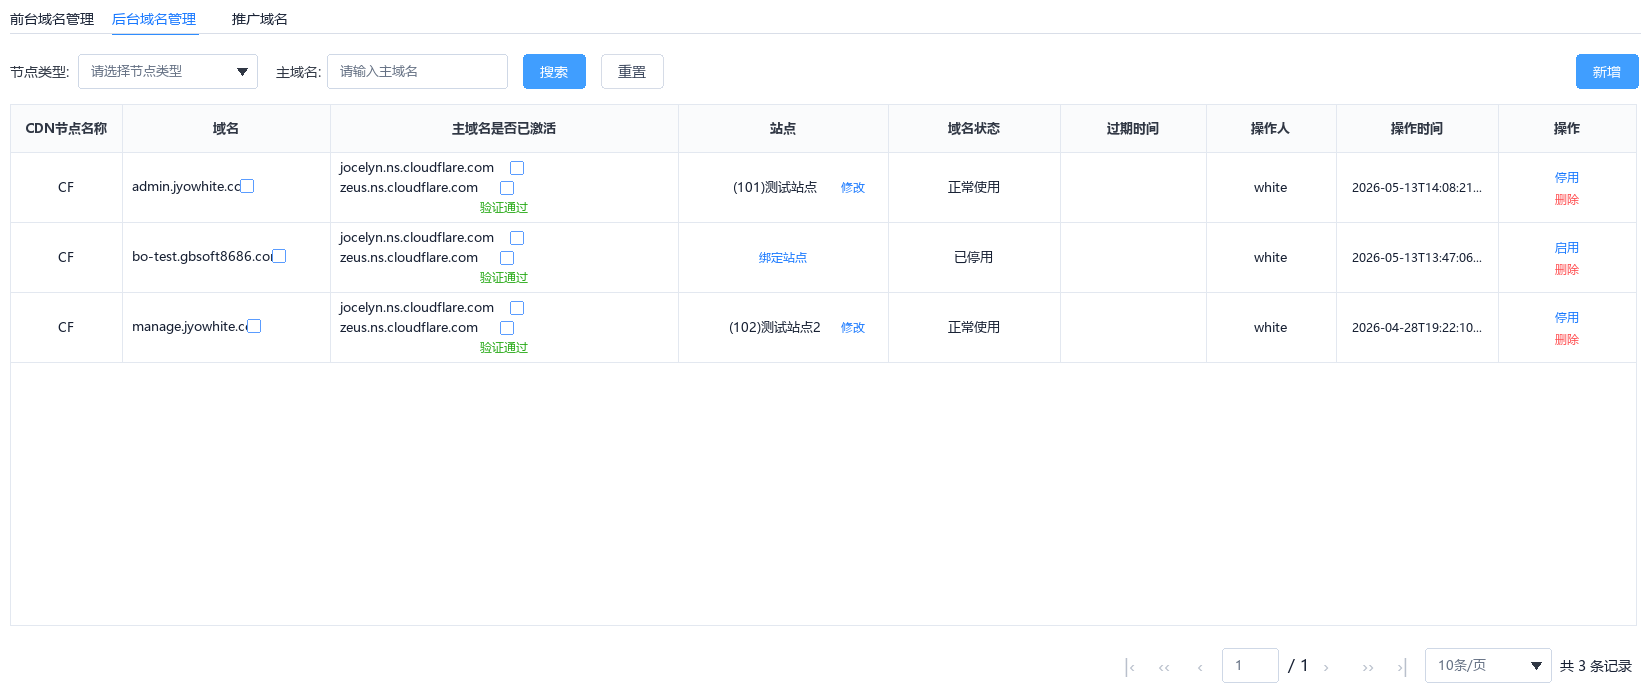 前台域名管理 后台域名管理 推广域名
节点类型: 请选择节点类型 主域名: 请输入主域名 搜索 重置 新增
CDN节点名称 域名 主域名是否已激活 站点 域名状态 过期时间 操作人 操作时间 操作
jocelyn.ns.cloudflare.com
CF admin.jyowhite.cc zeus.ns.cloudflare.com (101)测试站点 修改 正常使用 white 2026-05-13T14:08:21... 停用
验证通过 删除
jocelyn.ns.cloudflare.com
CF bo-test.gbsoft8686.con zeus.ns.cloudflare.com 绑定站点 已停用 white 2026-05-13T13:47:06... 启用
验证通过 删除
jocelyn.ns.cloudflare.com
CF manage.jyowhite.cc zeus.ns.cloudflare.com (102)测试站点2 修改 正常使用 white 2026-04-28T19:22:10... 停用
验证通过 删除
|‹ ‹‹ ‹ 1 / 1 › ›› ›| 10条/页 共 3 条记录